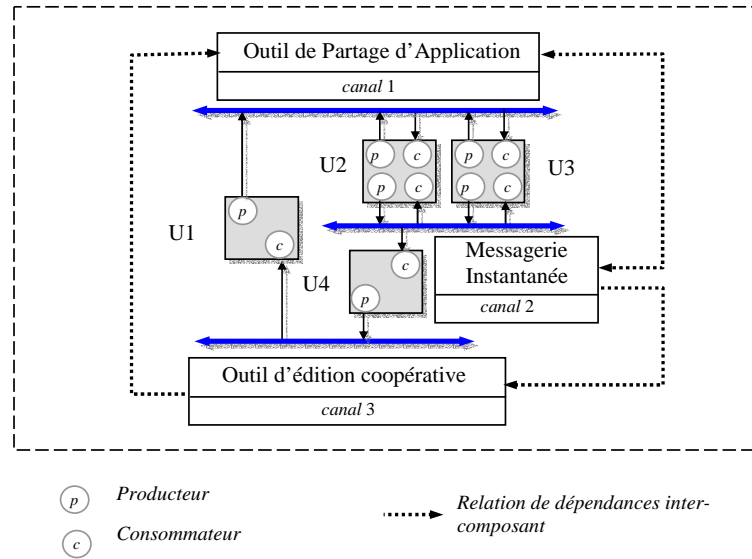 Outil de Partage d'Application
canal 1
U2
p
c
p
c
U3
p
c
p
c
U1
p
c
U4
c
p
Messagerie
Instantanée
canal 2
Outil d'édition coopérative
canal 3
p
Producteur
c
Consommateur
Relation de dépendances inter-
composant